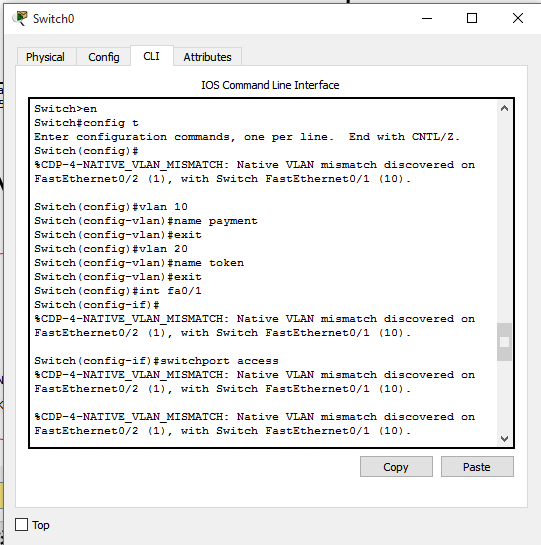 Switch0
Physical Config CLI Attributes
IOS Command Line Interface
Switch>en
Switch#config t
Enter configuration commands, one per line.  End with CNTL/Z.
Switch(config)#
%CDP-4-NATIVE_VLAN_MISMATCH: Native VLAN mismatch discovered on
FastEthernet0/2 (1), with Switch FastEthernet0/1 (10).
Switch(config)#vlan 10
Switch(config-vlan)#name payment
Switch(config-vlan)#exit
Switch(config)#vlan 20
Switch(config-vlan)#name token
Switch(config-vlan)#exit
Switch(config)#int fa0/1
Switch(config-if)#
%CDP-4-NATIVE_VLAN_MISMATCH: Native VLAN mismatch discovered on
FastEthernet0/2 (1), with Switch FastEthernet0/1 (10).
Switch(config-if)#switchport access
%CDP-4-NATIVE_VLAN_MISMATCH: Native VLAN mismatch discovered on
FastEthernet0/2 (1), with Switch FastEthernet0/1 (10).
%CDP-4-NATIVE_VLAN_MISMATCH: Native VLAN mismatch discovered on
FastEthernet0/2 (1), with Switch FastEthernet0/1 (10).
Copy Paste
Top